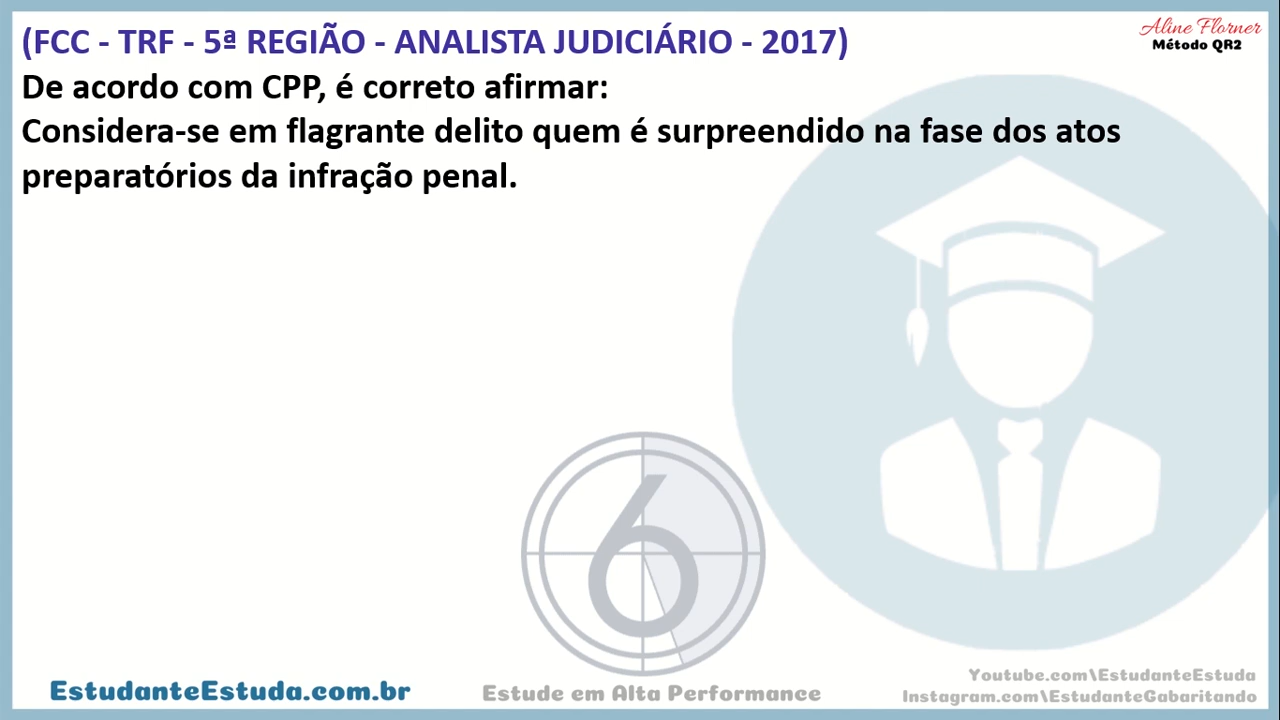 (FCC - TRF - 5ª REGIÃO - ANALISTA JUDICIÁRIO - 2017)
Aline Florner
Método QR2
De acordo com CPP, é correto afirmar:
Considera-se em flagrante delito quem é surpreendido na fase dos atos
preparatórios da infração penal.
6
EstudanteEstuda.com.br
Estude em Alta Performance
Youtube.com\EstudanteEstuda
Instagram.com\EstudanteGabaritando